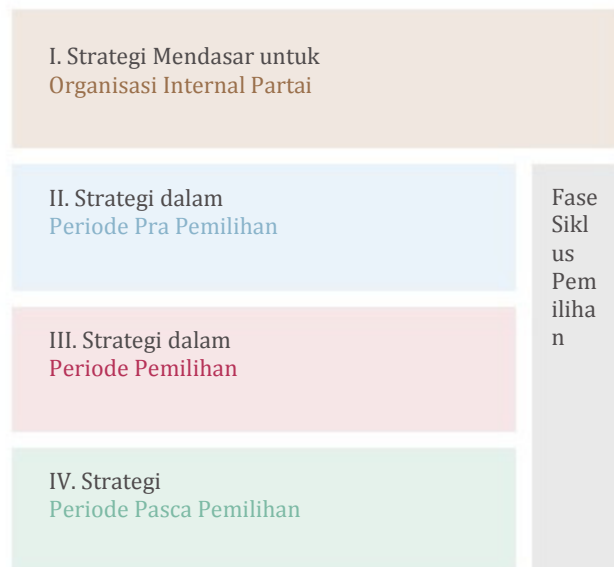 I. Strategi Mendasar untuk
Organisasi Internal Partai
II. Strategi dalam
Periode Pra Pemilihan
III. Strategi dalam
Periode Pemilihan
IV. Strategi
Periode Pasca Pemilihan
Fase
Sikl
us
Pem
iliha
n